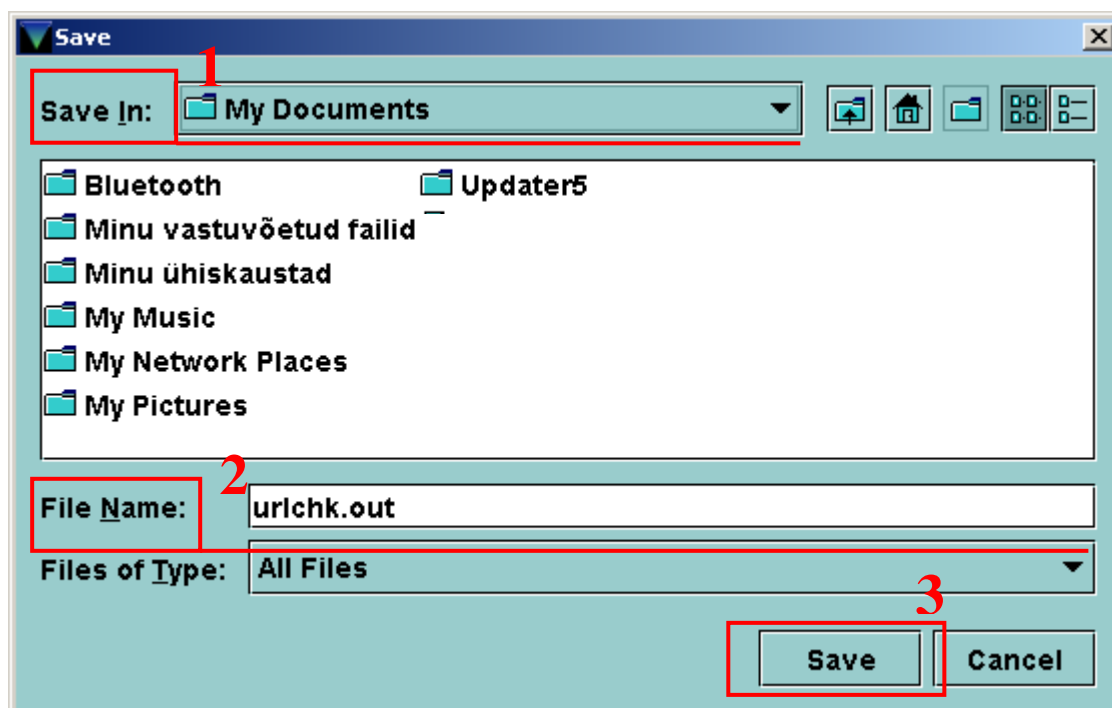 Save
1
Save In: My Documents
Bluetooth
Minu vastuvõetud failid
Minu ühiskaustad
My Music
My Network Places
My Pictures
Updater5
2
File Name: urlchk.out
Files of Type: All Files
3
Save Cancel